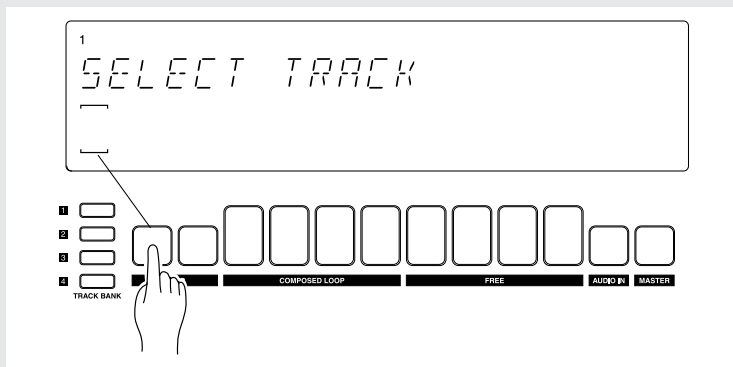 1
SELECT TRACK
1
2
3
4
TRACK BANK
COMPOSED LOOP
FREE
AUDIO IN
MASTER